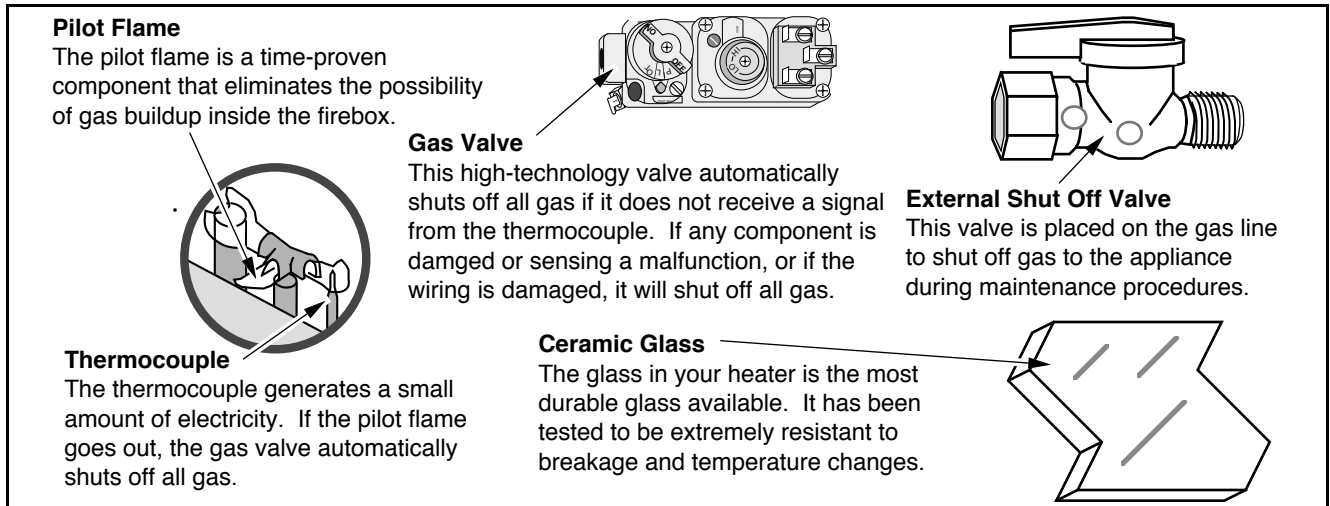 Pilot Flame
The pilot flame is a time-proven
component that eliminates the possibility
of gas buildup inside the firebox.
Gas Valve
This high-technology valve automatically
shuts off all gas if it does not receive a signal
from the thermocouple. If any component is
damged or sensing a malfunction, or if the
wiring is damaged, it will shut off all gas.
External Shut Off Valve
This valve is placed on the gas line
to shut off gas to the appliance
during maintenance procedures.
Thermocouple
The thermocouple generates a small
amount of electricity. If the pilot flame
goes out, the gas valve automatically
shuts off all gas.
Ceramic Glass
The glass in your heater is the most
durable glass available. It has been
tested to be extremely resistant to
breakage and temperature changes.
ON
OFF
PILOT
HI
LO